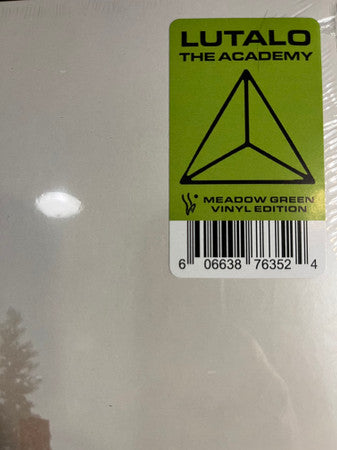 LUTALO
THE ACADEMY
MEADOW GREEN
VINYL EDITION
6 06638 76352 4